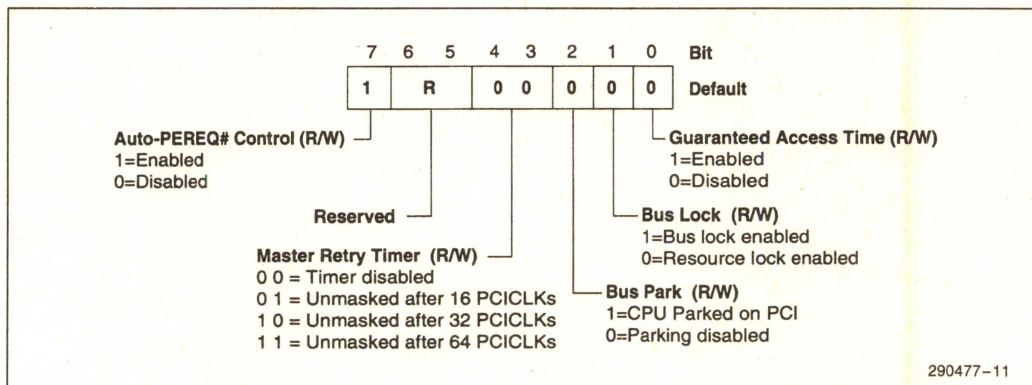 7 6 5 4 3 2 1 0 Bit
1 R 0 0 0 0 0 Default
Auto-PEREQ# Control (R/W)
1=Enabled
0=Disabled
Guaranteed Access Time (R/W)
1=Enabled
0=Disabled
Reserved
Bus Lock (R/W)
1=Bus lock enabled
0=Resource lock enabled
Master Retry Timer (R/W)
0 0 = Timer disabled
0 1 = Unmasked after 16 PCICLKs
1 0 = Unmasked after 32 PCICLKs
1 1 = Unmasked after 64 PCICLKs
Bus Park (R/W)
1=CPU Parked on PCI
0=Parking disabled
290477-11